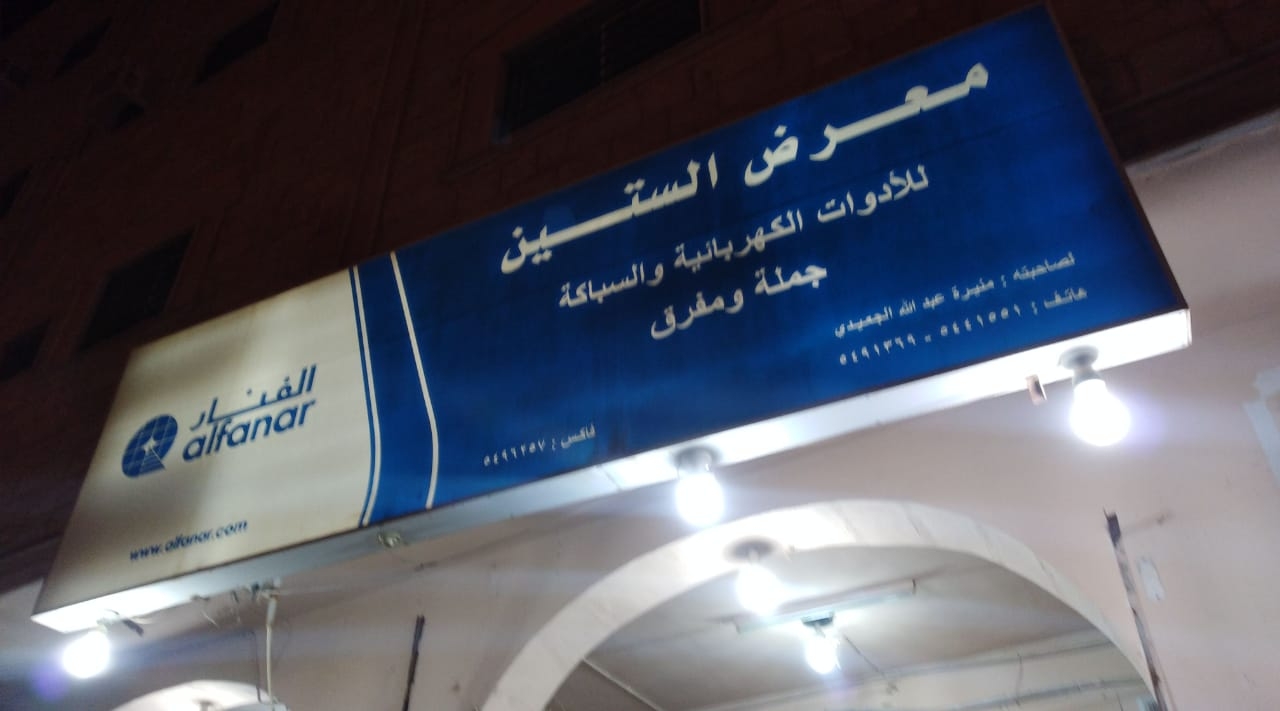 معرض الستين
للأدوات الكهربائية والسباكة
جملة ومفرق
لصاحبته : منيرة عبد الله الجعيدي
هاتف : ٥٤٤١٥٥١ - ٥٤٩١٣٦٩
فاكس : ٥٤٩٦٢٥٧
الفنار
alfanar
www.alfanar.com